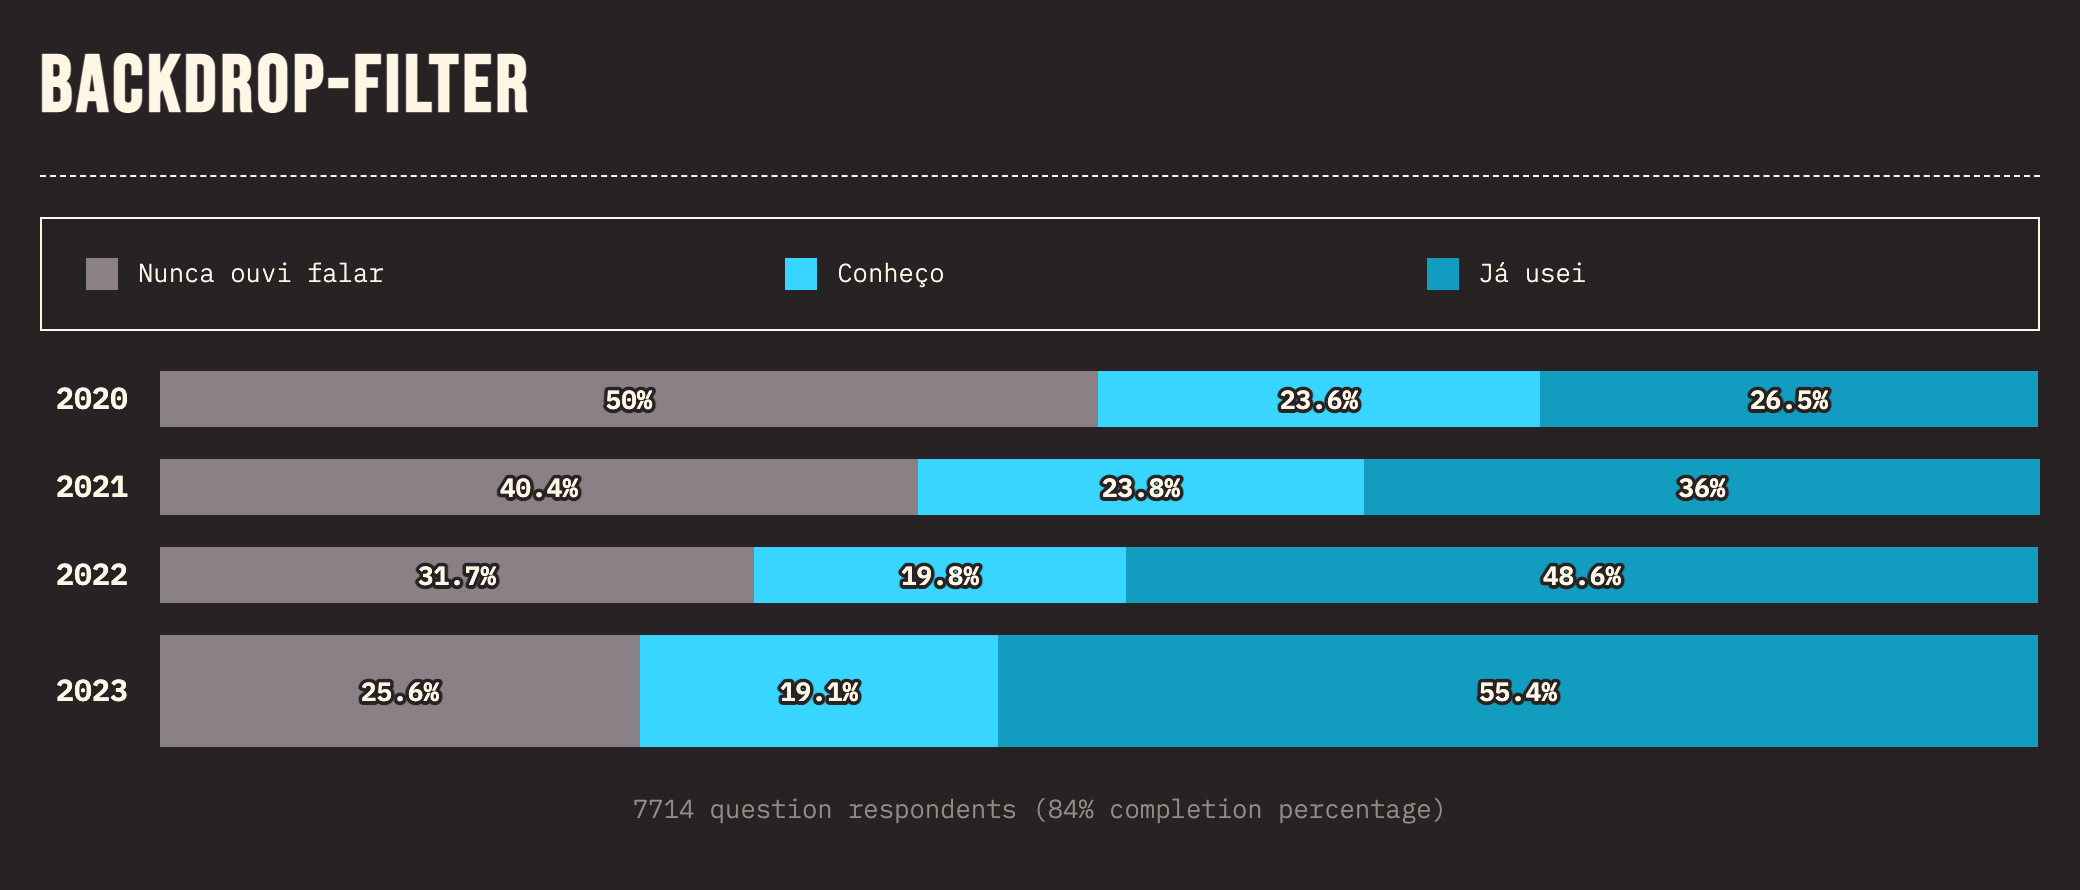 BACKDROP-FILTER
Nunca ouvi falar Conheço Já usei
2020 50% 23.6% 26.5%
2021 40.4% 23.8% 36%
2022 31.7% 19.8% 48.6%
2023 25.6% 19.1% 55.4%
7714 question respondents (84% completion percentage)